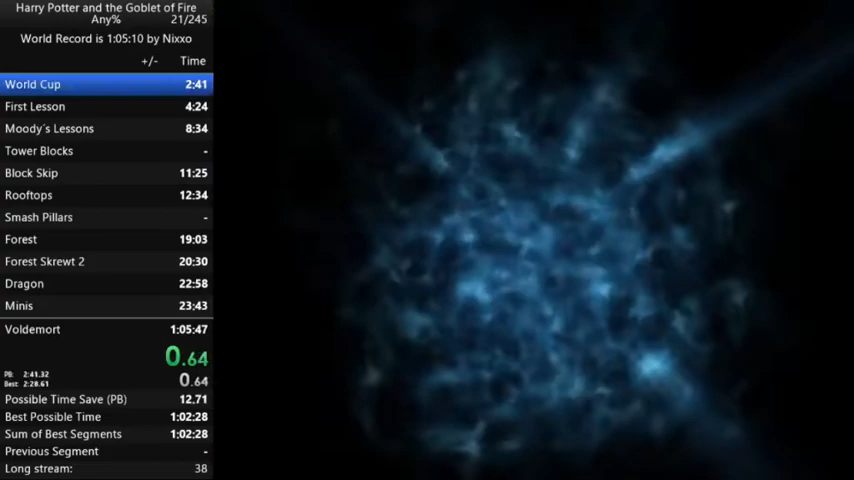 Harry Potter and the Goblet of Fire
Any% 21/245
World Record is 1:05:10 by Nixxo
+/- Time
World Cup 2:41
First Lesson 4:24
Moody´s Lessons 8:34
Tower Blocks -
Block Skip 11:25
Rooftops 12:34
Smash Pillars -
Forest 19:03
Forest Skrewt 2 20:30
Dragon 22:58
Minis 23:43
Voldemort 1:05:47
0.64
PB: 2:41.32
Best: 2:28.61 0.64
Possible Time Save (PB) 12.71
Best Possible Time 1:02:28
Sum of Best Segments 1:02:28
Previous Segment -
Long stream: 38